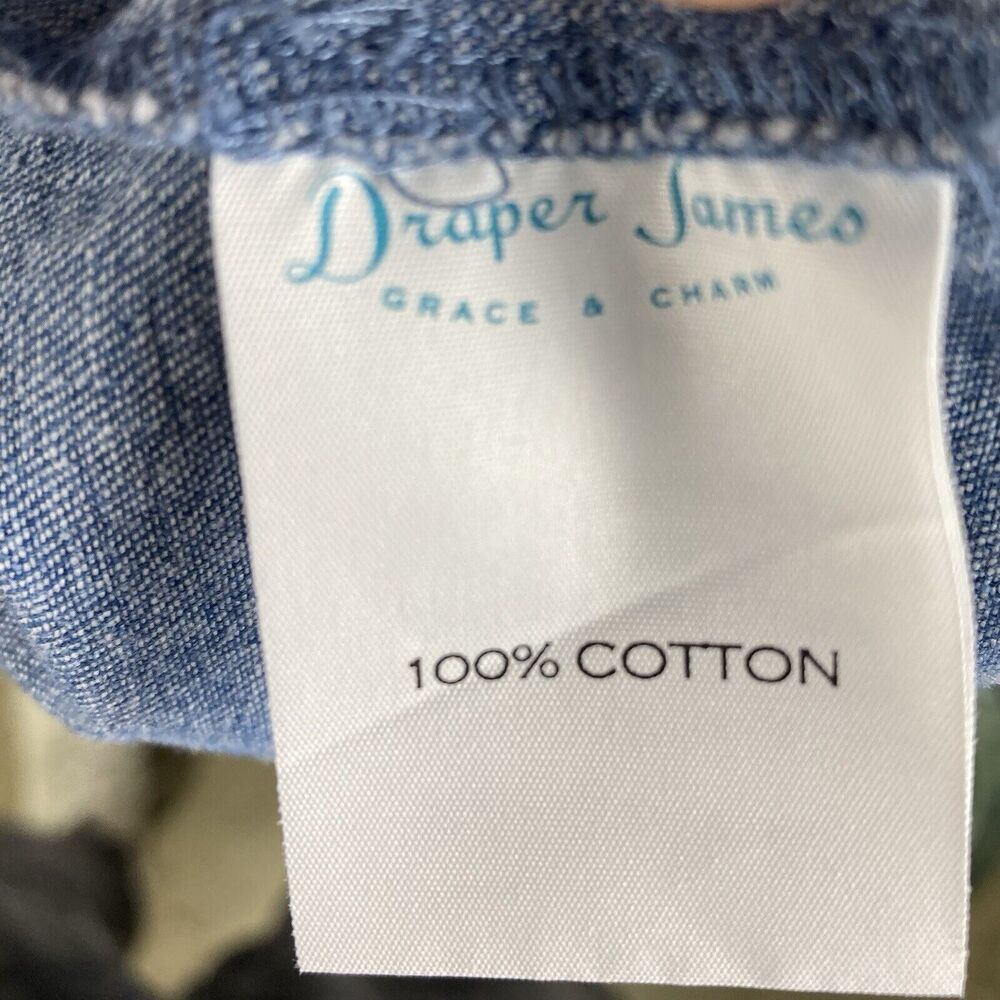 Draper James
GRACE & CHARM
100% COTTON